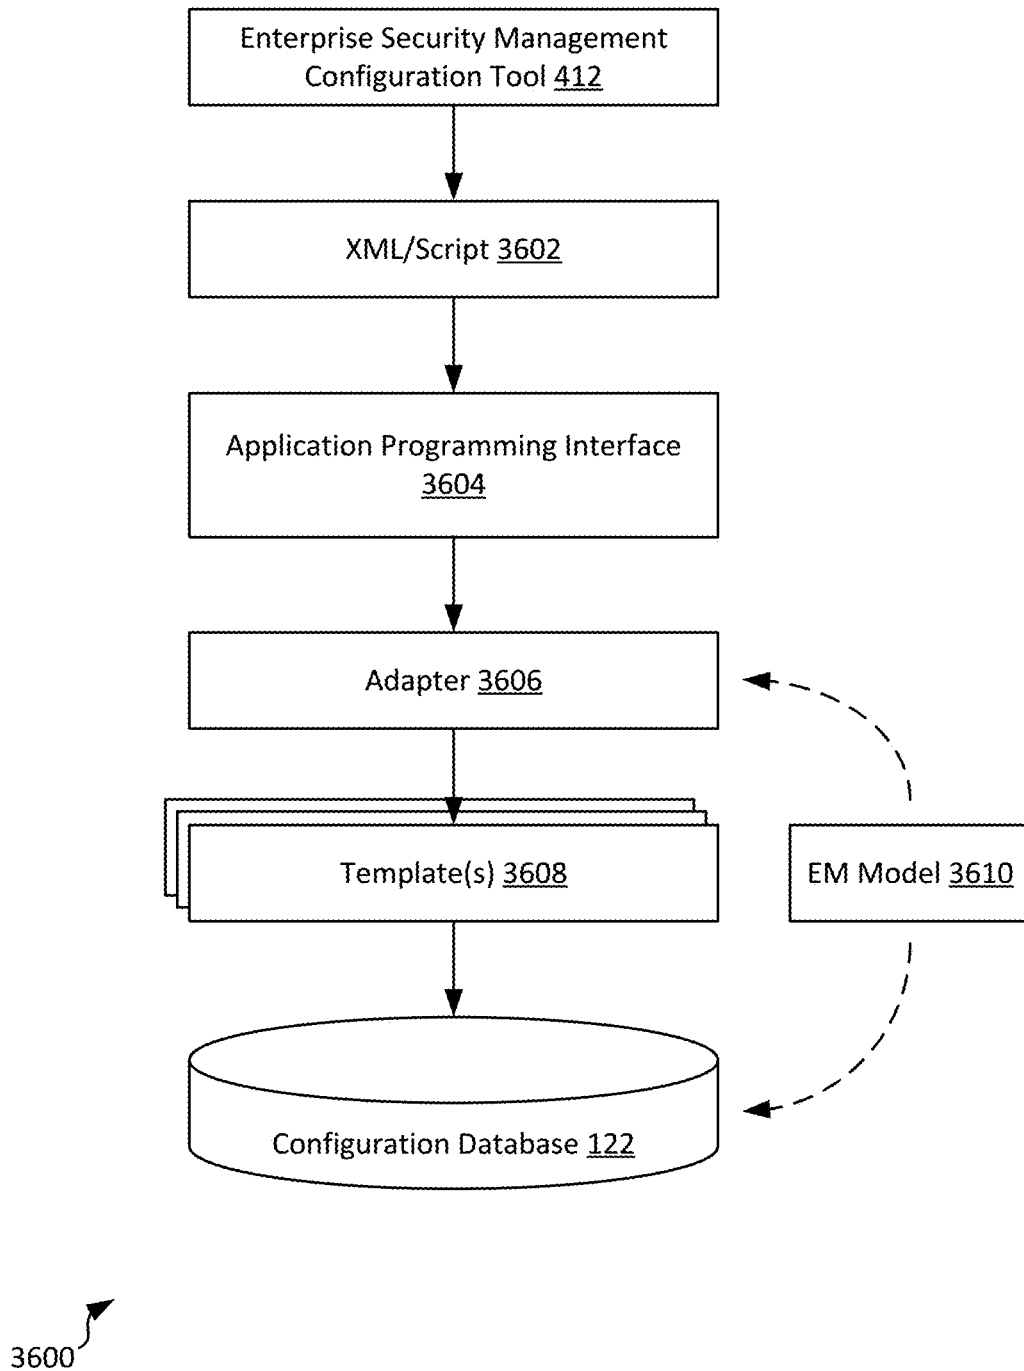 Enterprise Security Management
Configuration Tool 412
XML/Script 3602
Application Programming Interface
3604
Adapter 3606
Template(s) 3608
EM Model 3610
Configuration Database 122
3600